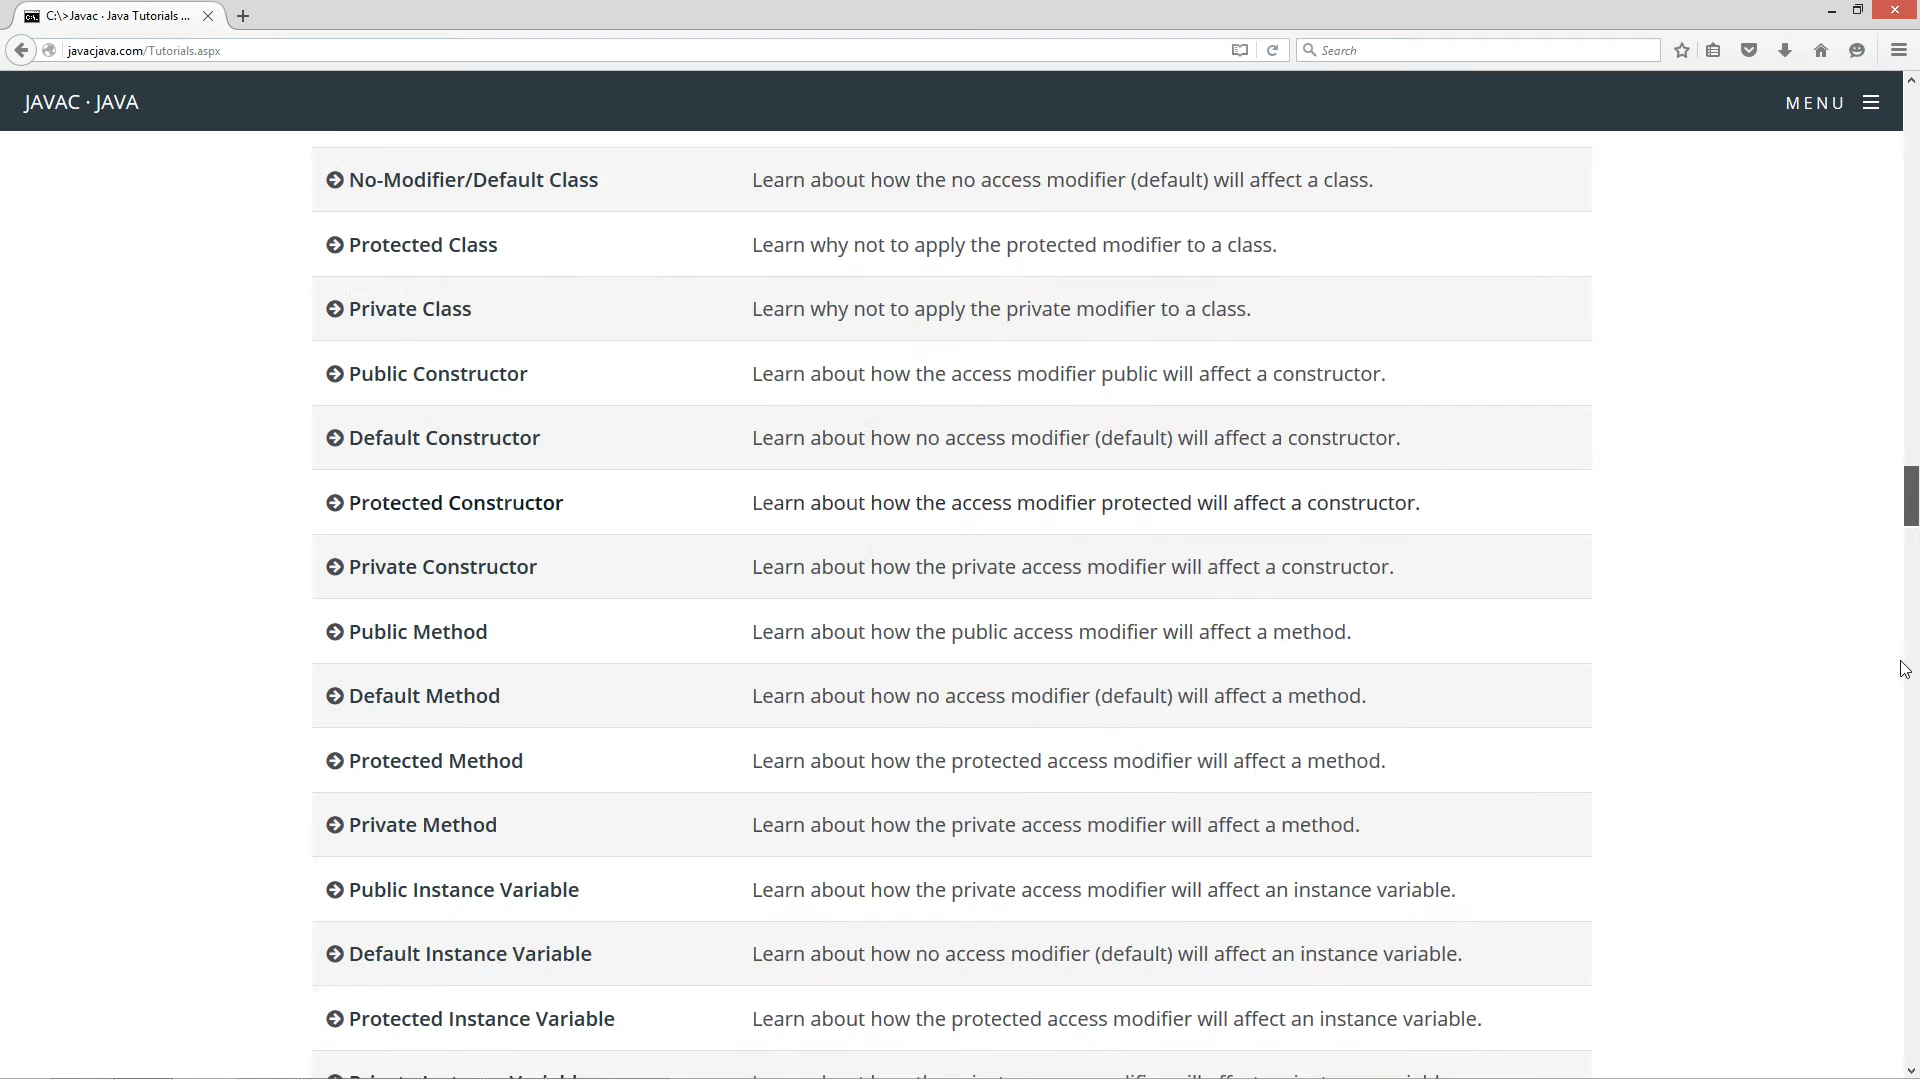 C:\>Javac · Java Tutorials ...
javacjava.com/Tutorials.aspx
Search
JAVAC · JAVA
MENU
No-Modifier/Default Class Learn about how the no access modifier (default) will affect a class.
Protected Class Learn why not to apply the protected modifier to a class.
Private Class Learn why not to apply the private modifier to a class.
Public Constructor Learn about how the access modifier public will affect a constructor.
Default Constructor Learn about how no access modifier (default) will affect a constructor.
Protected Constructor Learn about how the access modifier protected will affect a constructor.
Private Constructor Learn about how the private access modifier will affect a constructor.
Public Method Learn about how the public access modifier will affect a method.
Default Method Learn about how no access modifier (default) will affect a method.
Protected Method Learn about how the protected access modifier will affect a method.
Private Method Learn about how the private access modifier will affect a method.
Public Instance Variable Learn about how the private access modifier will affect an instance variable.
Default Instance Variable Learn about how no access modifier (default) will affect an instance variable.
Protected Instance Variable Learn about how the protected access modifier will affect an instance variable.